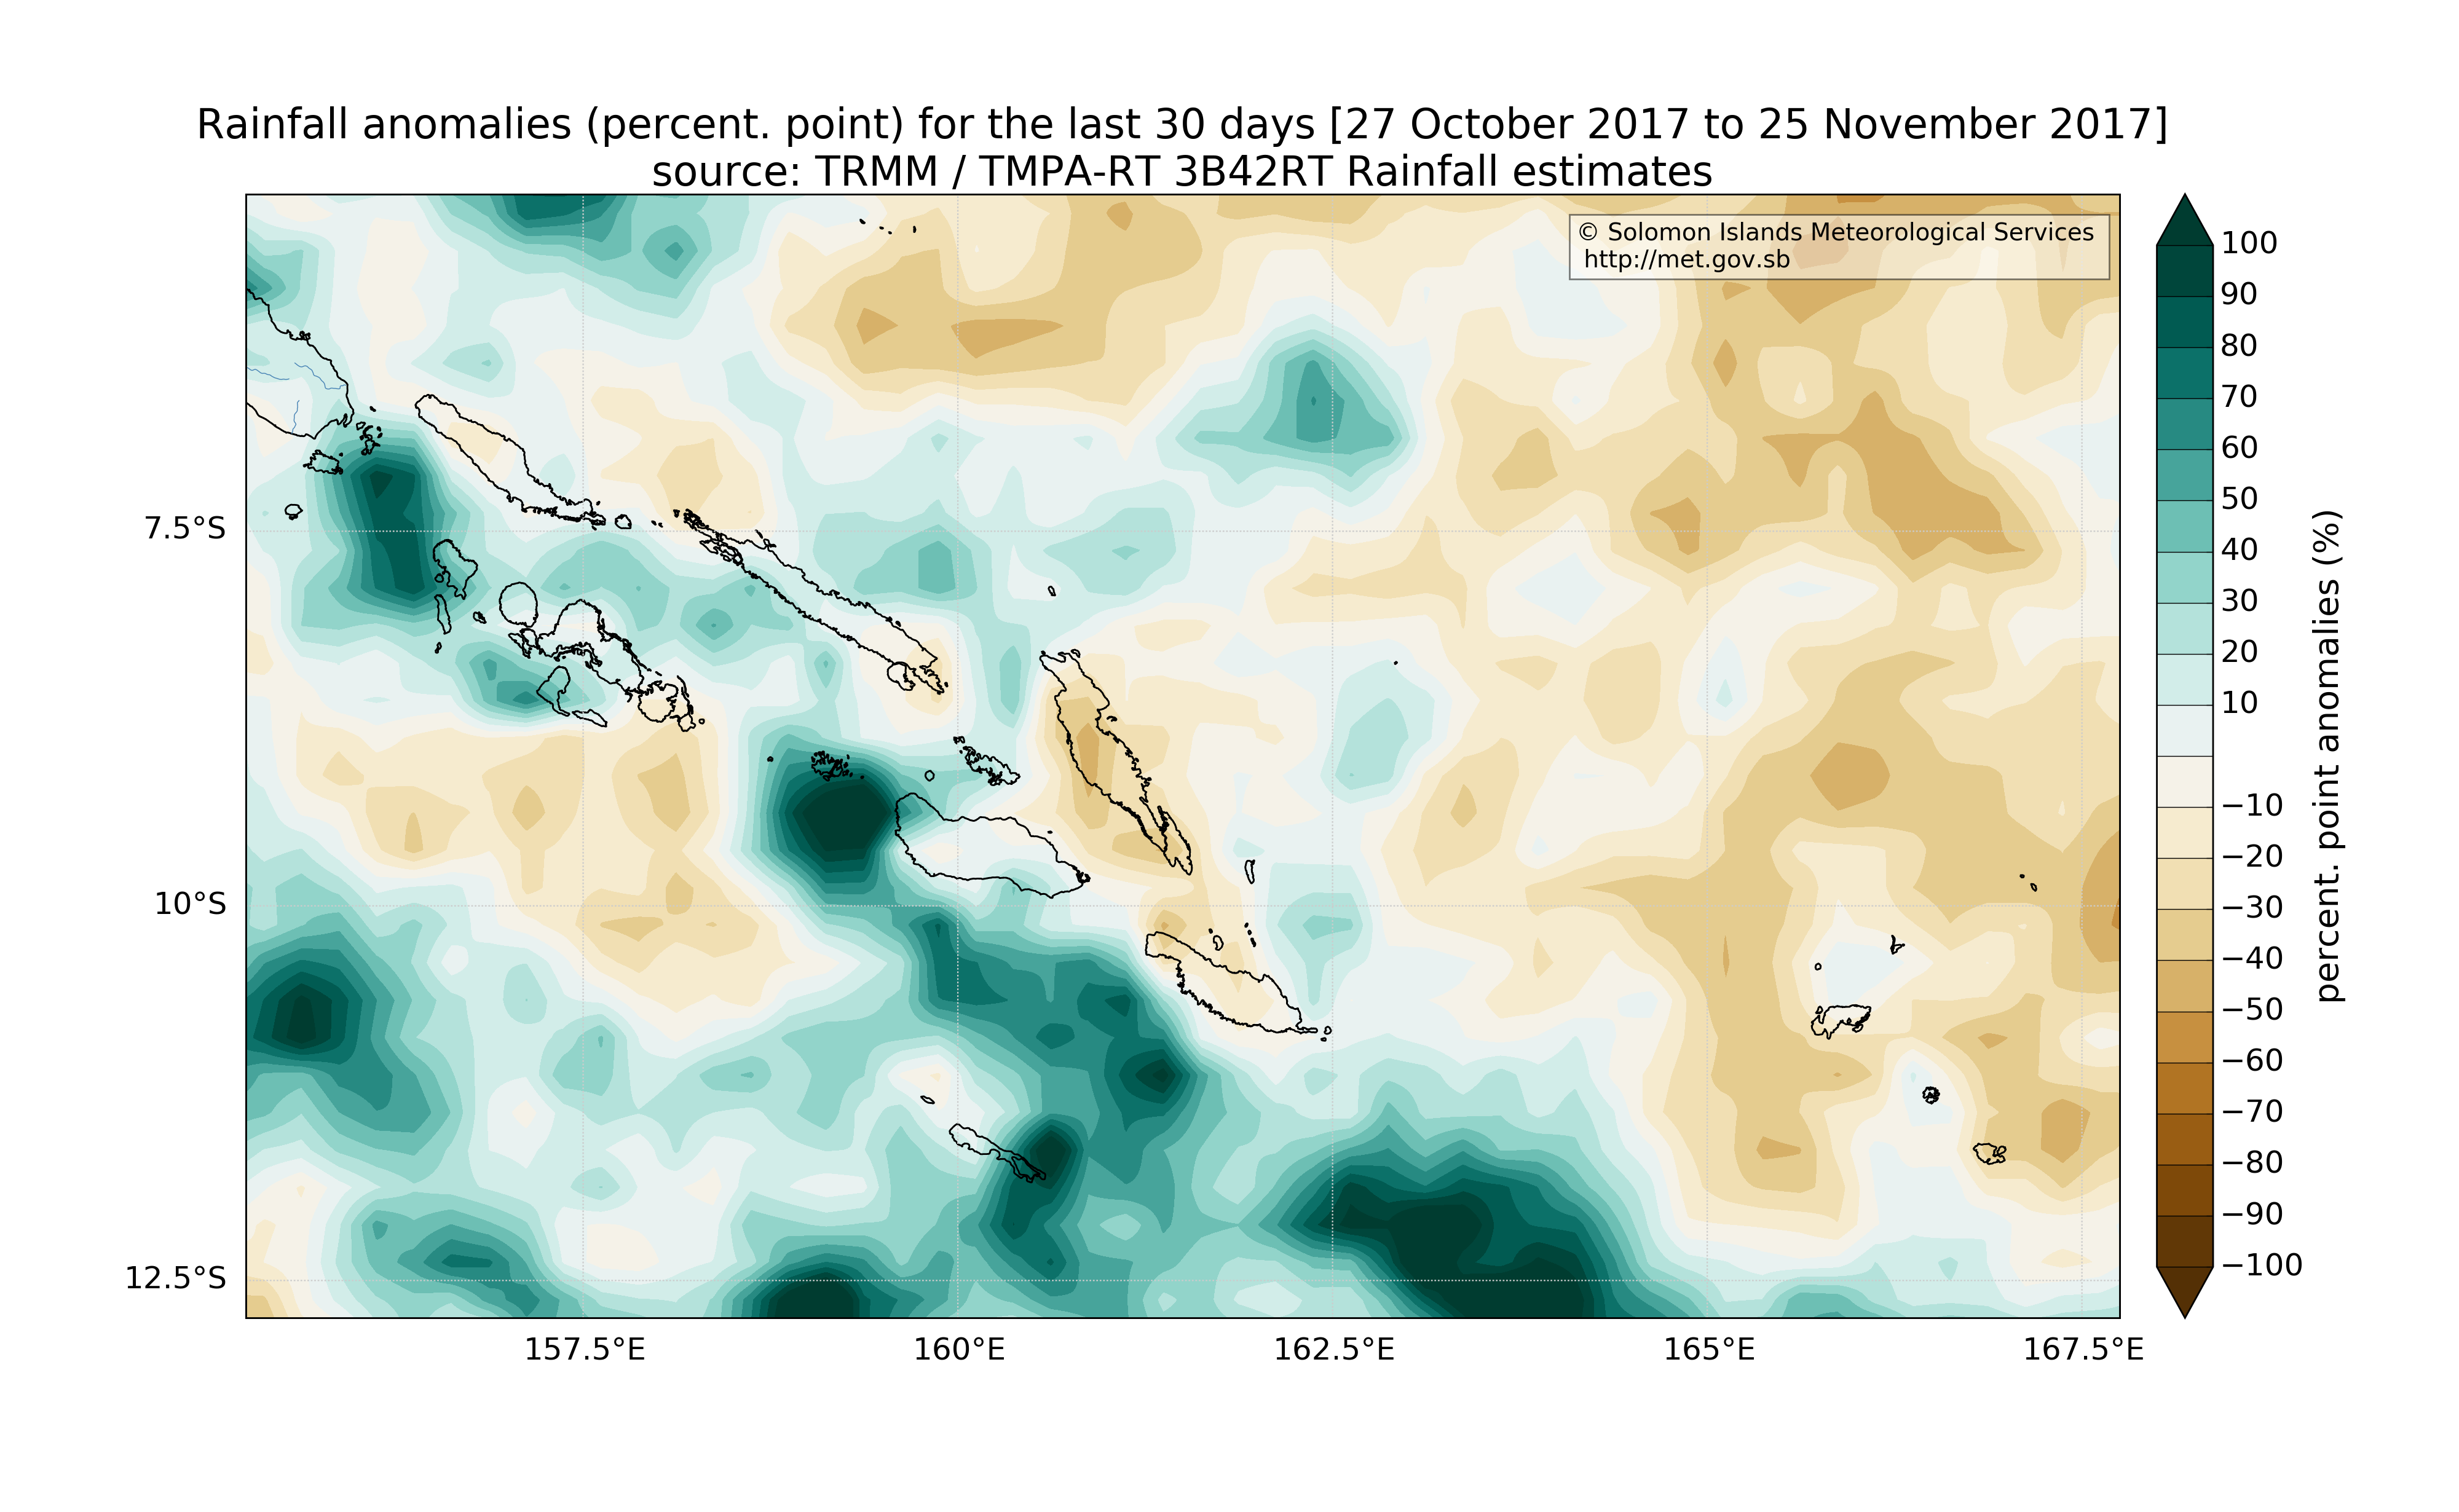 Rainfall anomalies (percent. point) for the last 30 days [27 October 2017 to 25 November 2017]
source: TRMM / TMPA-RT 3B42RT Rainfall estimates
© Solomon Islands Meteorological Services
http://met.gov.sb
7.5°S
10°S
12.5°S
157.5°E
160°E
162.5°E
165°E
167.5°E
100
90
80
70
60
50
40
30
20
10
−10
−20
−30
−40
−50
−60
−70
−80
−90
−100
percent. point anomalies (%)